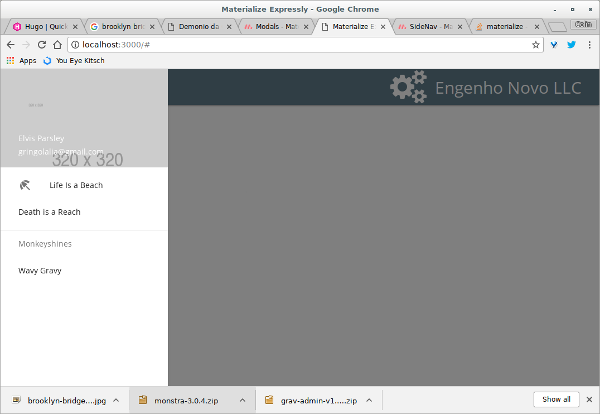 Materialize Expressly - Google Chrome
Hugo | Quick
brooklyn-bri
Demonio da
Modals - Mat
Materialize E
SideNav - Ma
materialize -
Colin
localhost:3000/#
Apps
You Eye Kitsch
Engenho Novo LLC
Elvis Parsley
gringolalia@gmail.com
320 x 320
Life Is a Beach
Death Is a Reach
Monkeyshines
Wavy Gravy
brooklyn-bridge....jpg
monstra-3.0.4.zip
grav-admin-v1.....zip
Show all